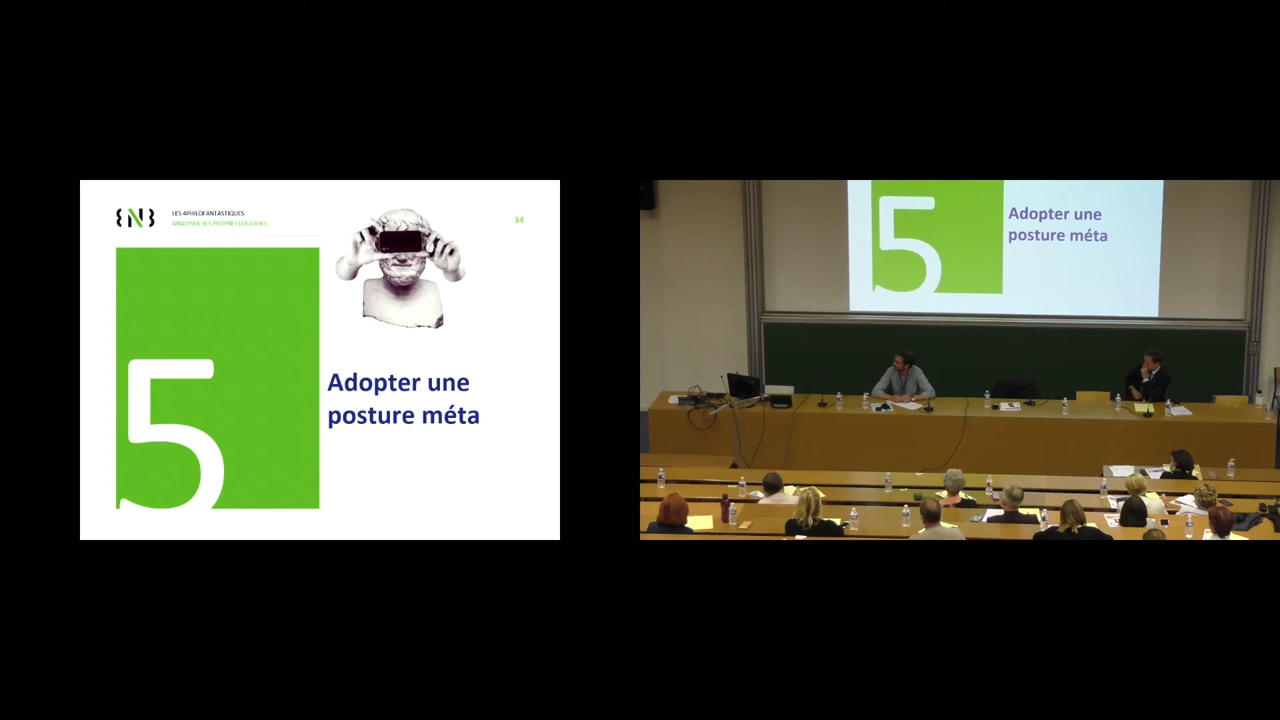 {N}
LES 4PHILOFANTASTIQUES
ANALYSER SES PROPRES LOGIQUES
34
5
Adopter une
posture méta
5
Adopter une
posture méta